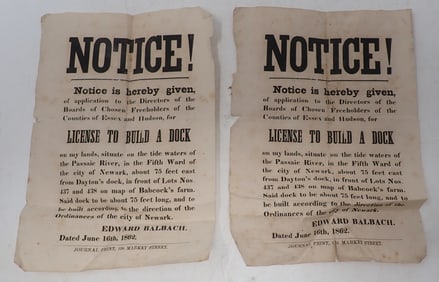 NOTICE!
Notice is hereby given,
of application to the Directors of the
Boards of Chosen Freeholders of the
Counties of Essex and Hudson, for
LICENSE TO BUILD A DOCK
on my lands, situate on the tide waters of
the Passaic River, in the Fifth Ward of
the city of Newark, about 75 feet east
from Dayton's dock, in front of Lots Nos.
437 and 438 on map of Babcock's farm.
Said dock to be about 75 feet long, and to
be built according to the direction of the
Ordinances of the city of Newark.
EDWARD BALBACH.
Dated June 16th, 1862.
JOURNAL PRINT, 138 MARKET STREET.
NOTICE!
Notice is hereby given,
of application to the Directors of the
Boards of Chosen Freeholders of the
Counties of Essex and Hudson, for
LICENSE TO BUILD A DOCK
on my lands, situate on the tide waters of
the Passaic River, in the Fifth Ward of
the city of Newark, about 75 feet east
from Dayton's dock, in front of Lots Nos.
437 and 438 on map of Babcock's farm.
Said dock to be about 75 feet long, and to
be built according to the direction of the
Ordinances of the city of Newark.
EDWARD BALBACH.
Dated June 16th, 1862.
JOURNAL PRINT, MARKET STREET.